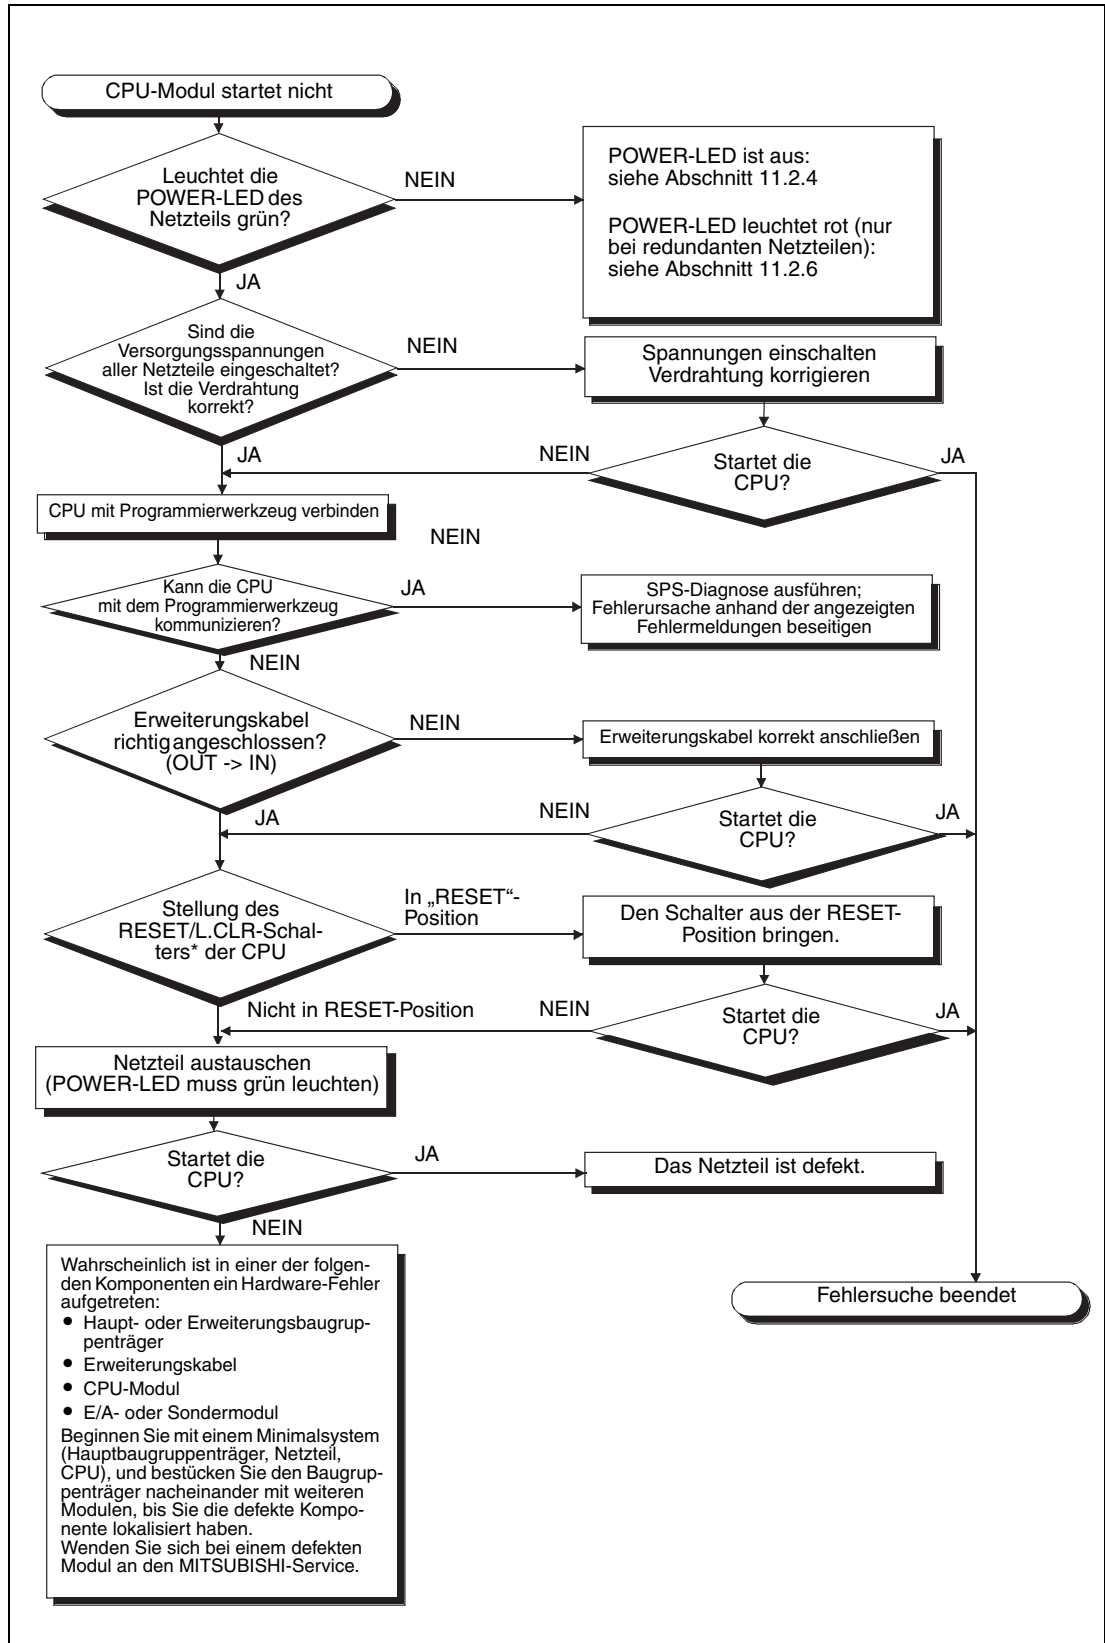 CPU-Modul startet nicht
Leuchtet die
POWER-LED des
Netzteils grün?
NEIN
POWER-LED ist aus:
siehe Abschnitt 11.2.4
POWER-LED leuchtet rot (nur
bei redundanten Netzteilen):
siehe Abschnitt 11.2.6
JA
Sind die
Versorgungsspannungen
aller Netzteile eingeschaltet?
Ist die Verdrahtung
korrekt?
NEIN
Spannungen einschalten
Verdrahtung korrigieren
JA
NEIN
Startet die
CPU?
JA
CPU mit Programmierwerkzeug verbinden
NEIN
Kann die CPU
mit dem Programmierwerkzeug
kommunizieren?
JA
SPS-Diagnose ausführen;
Fehlerursache anhand der angezeigten
Fehlermeldungen beseitigen
NEIN
Erweiterungskabel
richtig angeschlossen?
(OUT -> IN)
NEIN
Erweiterungskabel korrekt anschließen
JA
NEIN
Startet die
CPU?
JA
Stellung des
RESET/L.CLR-Schal-
ters* der CPU
In „RESET“-
Position
Den Schalter aus der RESET-
Position bringen.
Nicht in RESET-Position
NEIN
Startet die
CPU?
JA
Netzteil austauschen
(POWER-LED muss grün leuchten)
Startet die
CPU?
JA
Das Netzteil ist defekt.
NEIN
Wahrscheinlich ist in einer der folgen-
den Komponenten ein Hardware-Fehler
aufgetreten:
● Haupt- oder Erweiterungsbaugrup-
penträger
● Erweiterungskabel
● CPU-Modul
● E/A- oder Sondermodul
Beginnen Sie mit einem Minimalsystem
(Hauptbaugruppenträger, Netzteil,
CPU), und bestücken Sie den Baugrup-
penträger nacheinander mit weiteren
Modulen, bis Sie die defekte Kompo-
nente lokalisiert haben.
Wenden Sie sich bei einem defekten
Modul an den MITSUBISHI-Service.
Fehlersuche beendet